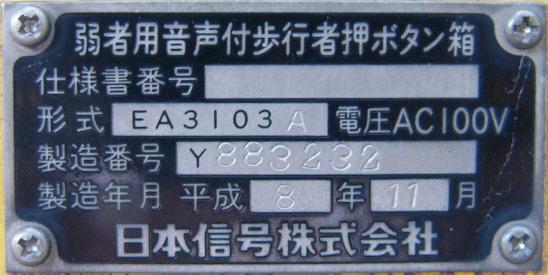 弱者用音声付歩行者押ボタン箱
仕様書番号
形式 EA3103A 電圧AC100V
製造番号 Y883232
製造年月 平成 8 年 11 月
日本信号株式会社